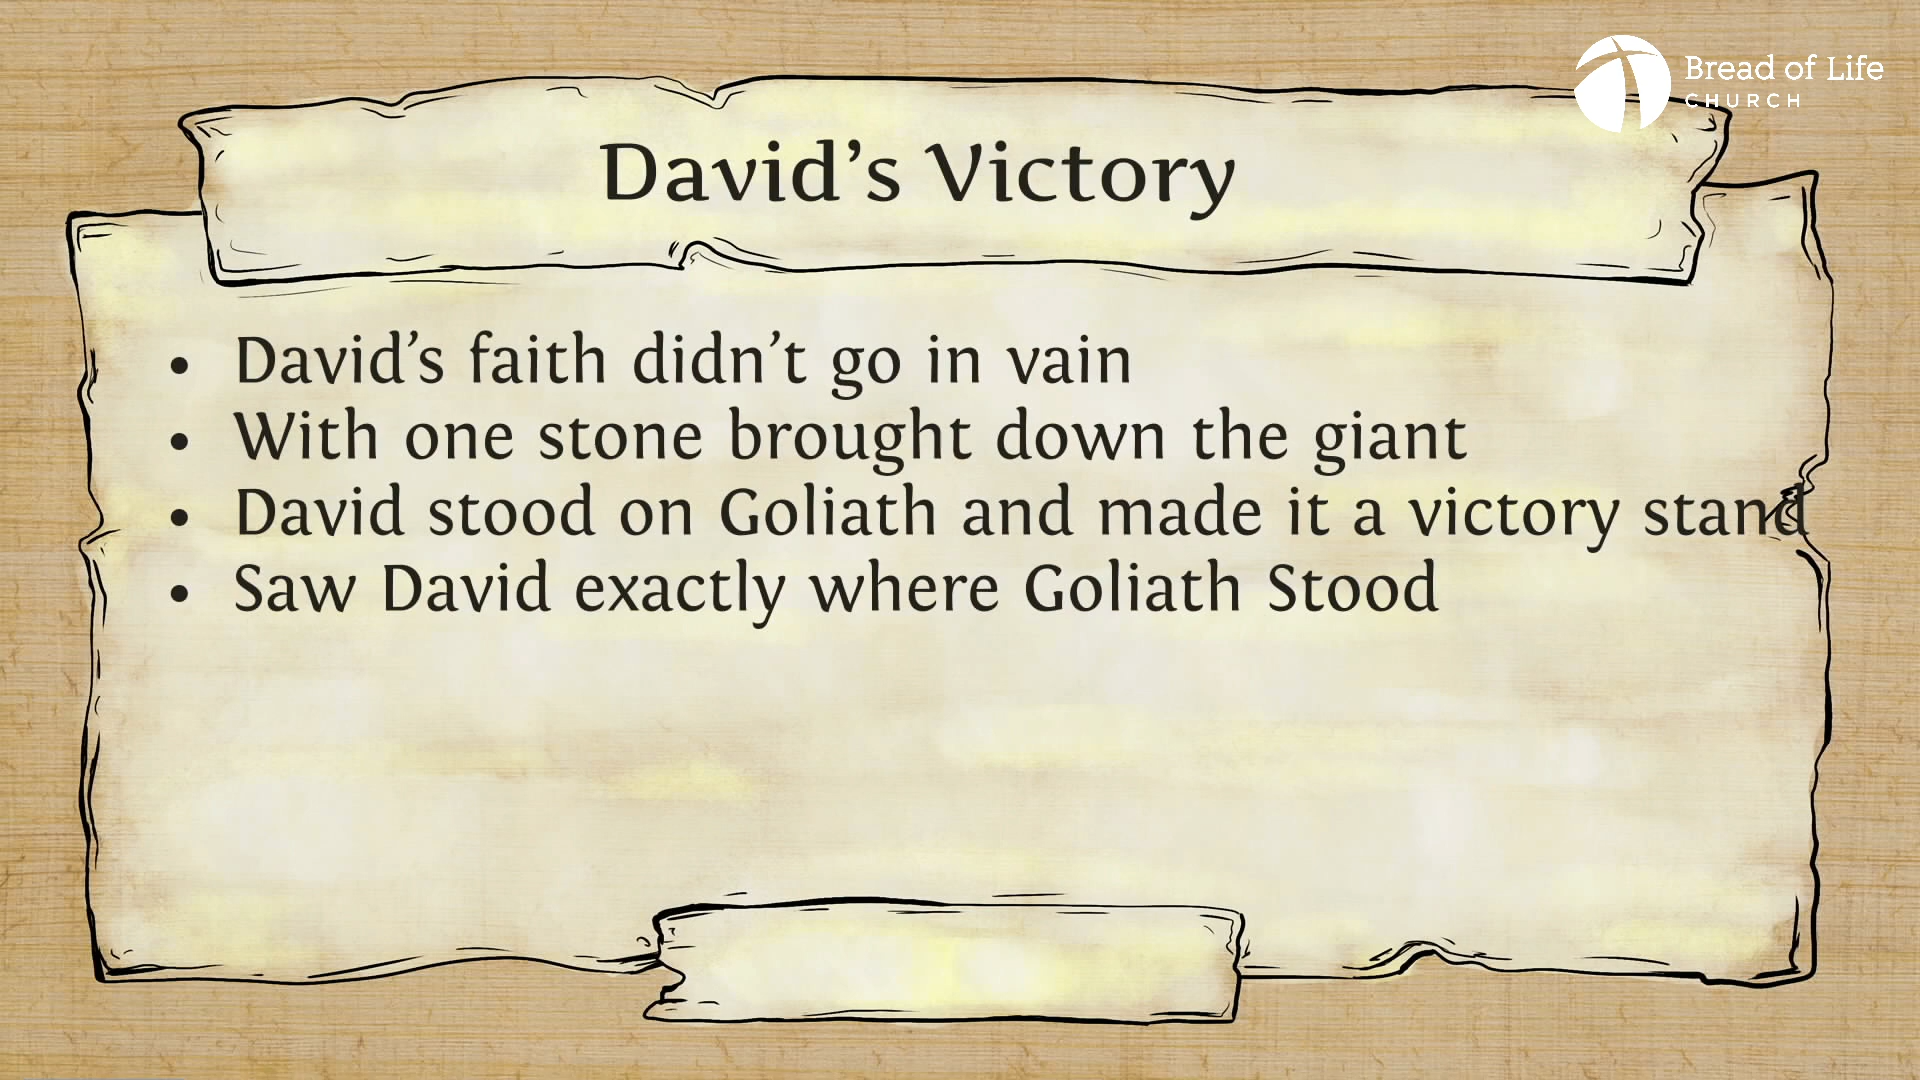 Bread of Life
CHURCH
David’s Victory
• David’s faith didn’t go in vain
• With one stone brought down the giant
• David stood on Goliath and made it a victory stand
• Saw David exactly where Goliath Stood